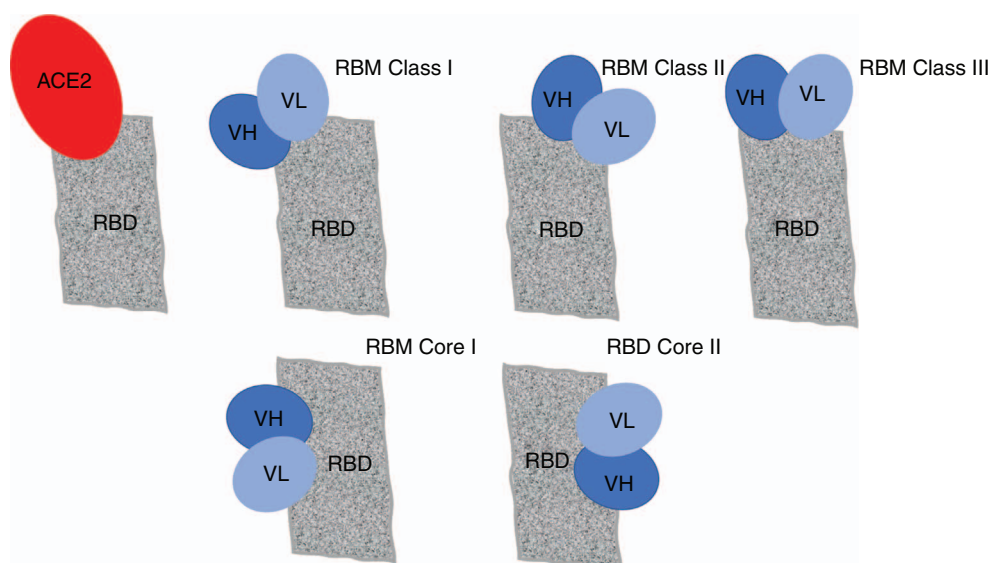 ACE2
RBD
RBM Class I
VL
VH
RBD
RBM Class II
VH
VL
RBD
RBM Class III
VH
VL
RBD
RBM Core I
VH
VL
RBD
RBD Core II
VL
RBD
VH